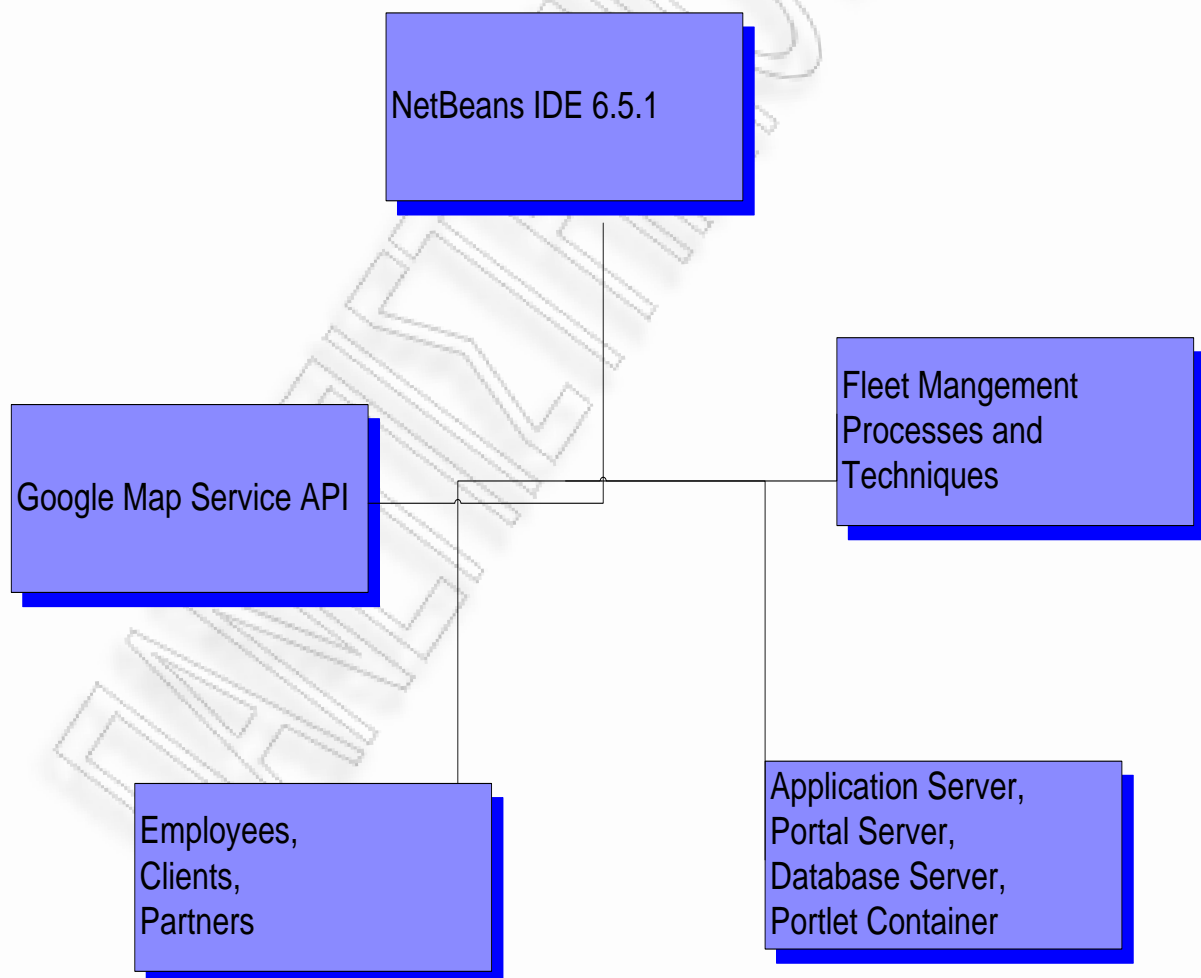 NetBeans IDE 6.5.1
Fleet Mangement
Processes and
Techniques
Google Map Service API
Employees,
Clients,
Partners
Application Server,
Portal Server,
Database Server,
Portlet Container